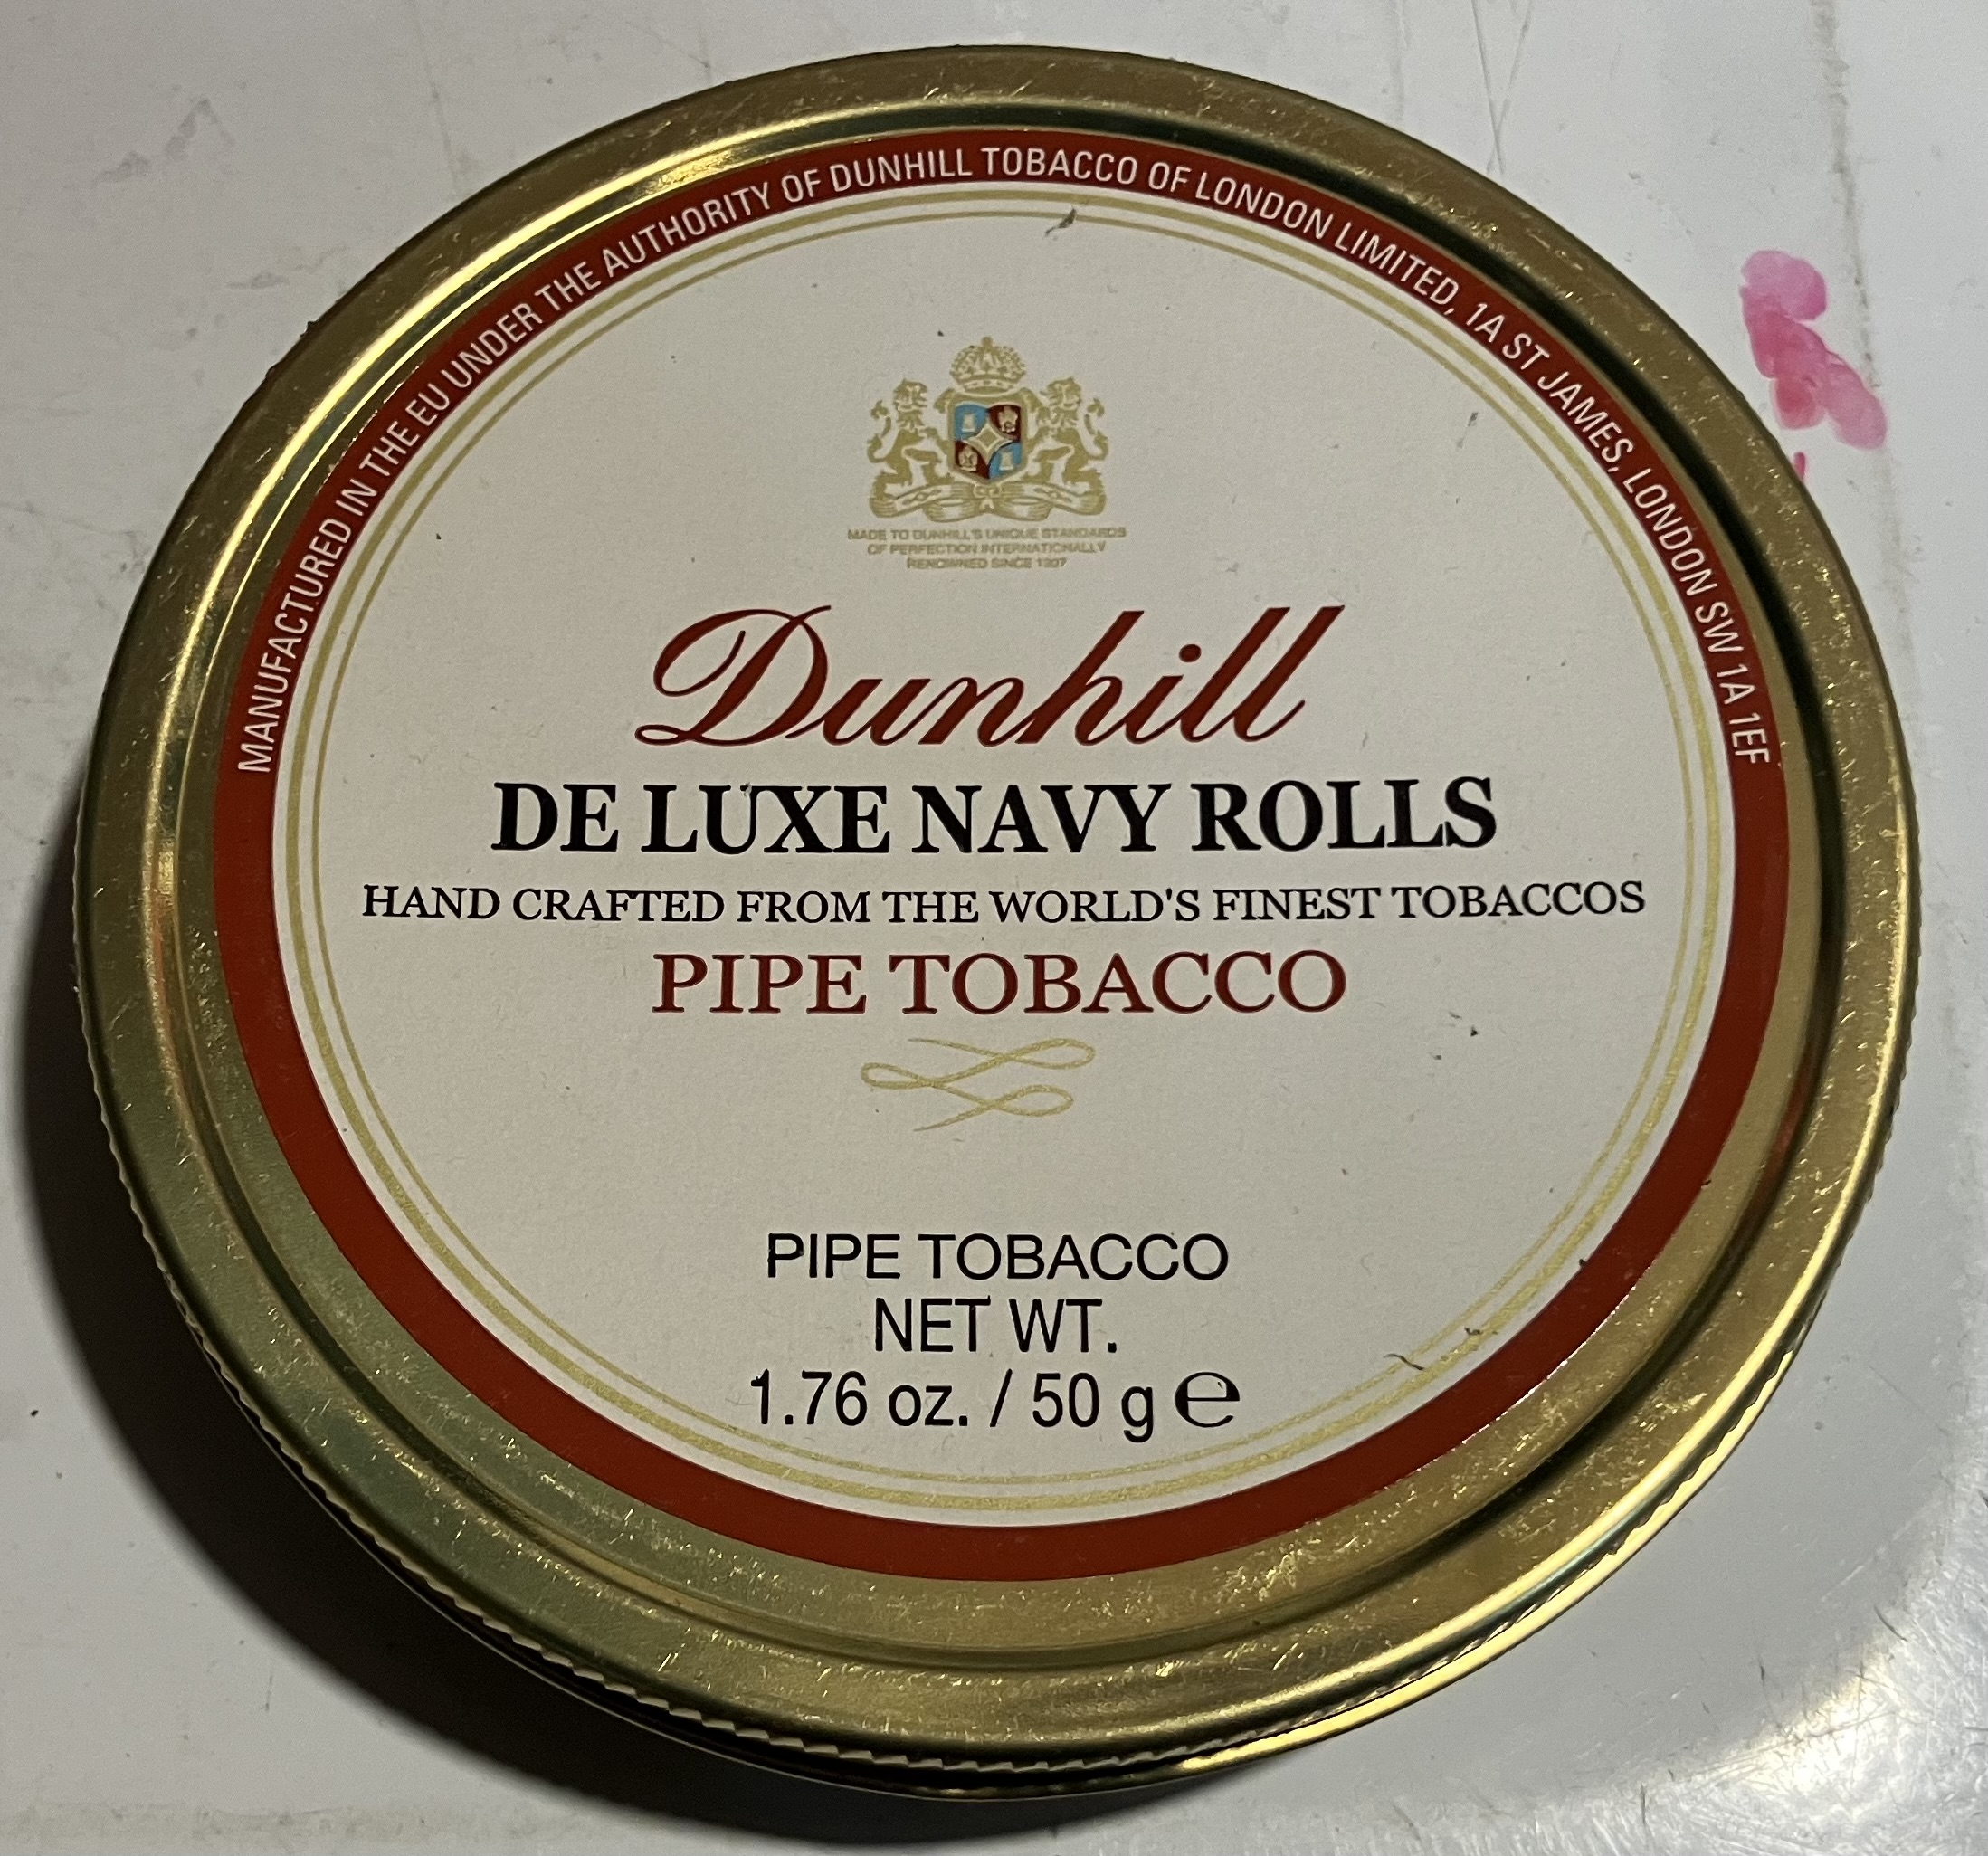 MANUFACTURED IN THE EU UNDER THE AUTHORITY OF DUNHILL TOBACCO OF LONDON LIMITED, 1A ST JAMES, LONDON SW 1A 1EF
MADE TO DUNHILL'S UNIQUE STANDARDS
OF PERFECTION INTERNATIONALLY
RENOWNED SINCE 1907
Dunhill
DE LUXE NAVY ROLLS
HAND CRAFTED FROM THE WORLD'S FINEST TOBACCOS
PIPE TOBACCO
PIPE TOBACCO
NET WT.
1.76 oz. / 50 g ℮